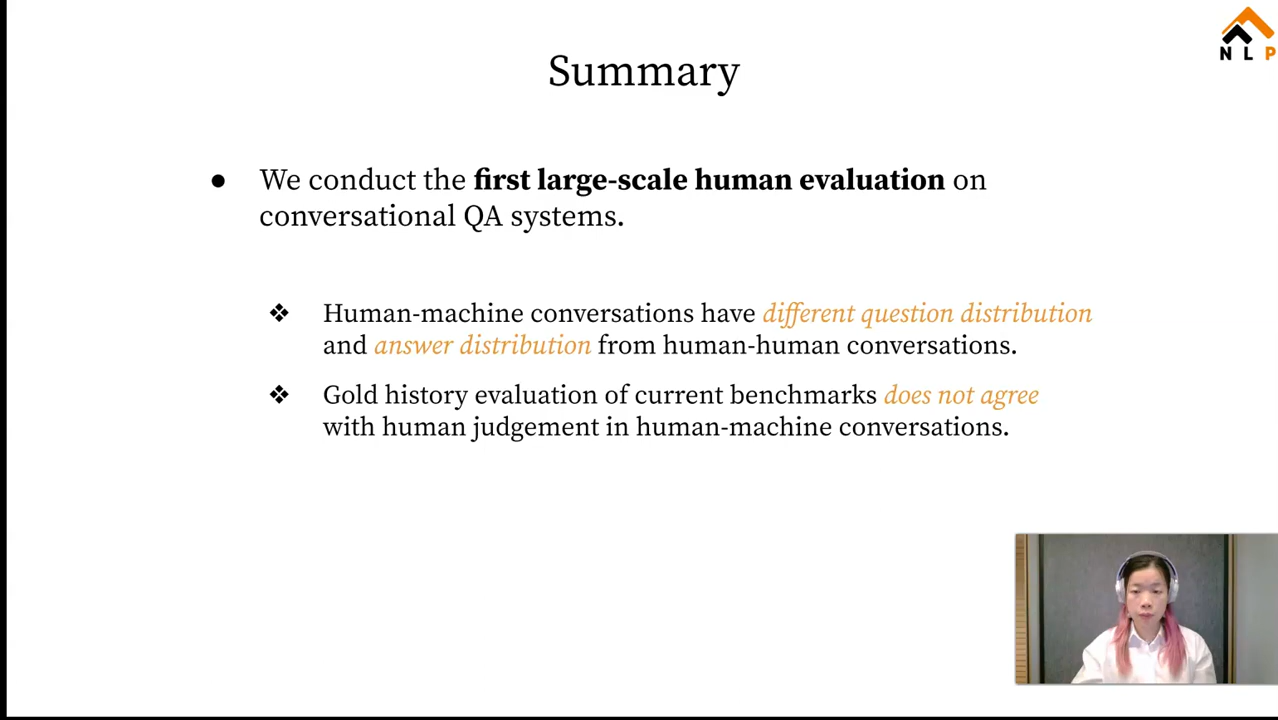 NLP
Summary
● We conduct the first large-scale human evaluation on
conversational QA systems.
❖ Human-machine conversations have different question distribution
and answer distribution from human-human conversations.
❖ Gold history evaluation of current benchmarks does not agree
with human judgement in human-machine conversations.